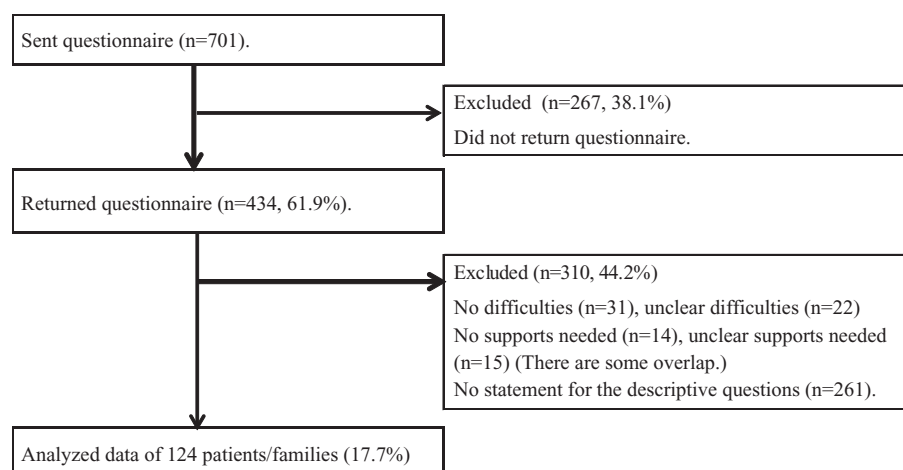 Sent questionnaire (n=701).
Excluded (n=267, 38.1%)
Did not return questionnaire.
Returned questionnaire (n=434, 61.9%).
Excluded (n=310, 44.2%)
No difficulties (n=31), unclear difficulties (n=22)
No supports needed (n=14), unclear supports needed
(n=15) (There are some overlap.)
No statement for the descriptive questions (n=261).
Analyzed data of 124 patients/families (17.7%)